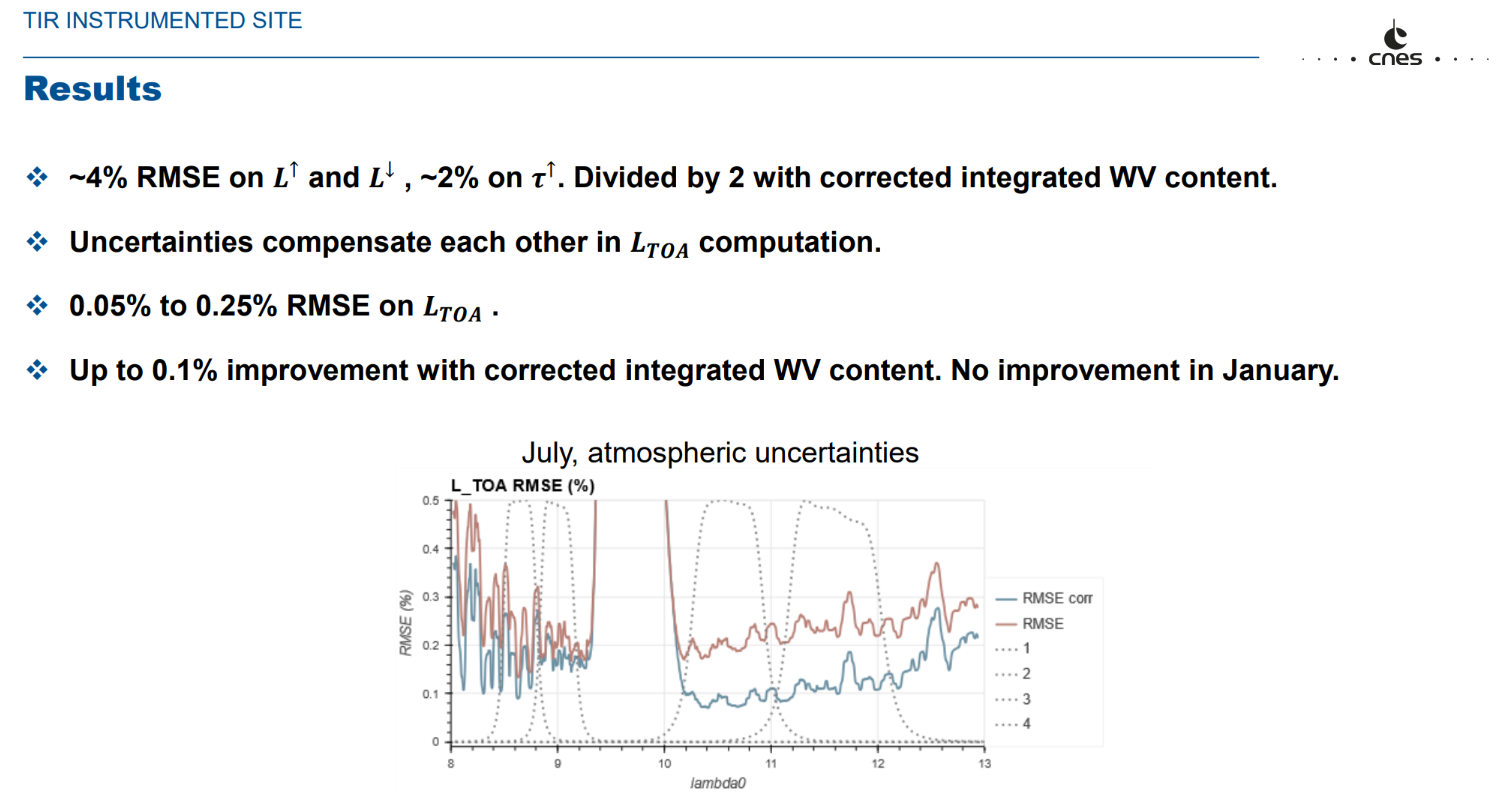 TIR INSTRUMENTED SITE
cnes
Results
~4% RMSE on L↑ and L↓ , ~2% on τ↑. Divided by 2 with corrected integrated WV content.
Uncertainties compensate each other in L_TOA computation.
0.05% to 0.25% RMSE on L_TOA .
Up to 0.1% improvement with corrected integrated WV content. No improvement in January.
July, atmospheric uncertainties
L_TOA RMSE (%)
0.5
0.4
0.3
0.2
0.1
0
RMSE (%)
8 9 10 11 12 13
lambda0
RMSE corr
RMSE
1
2
3
4